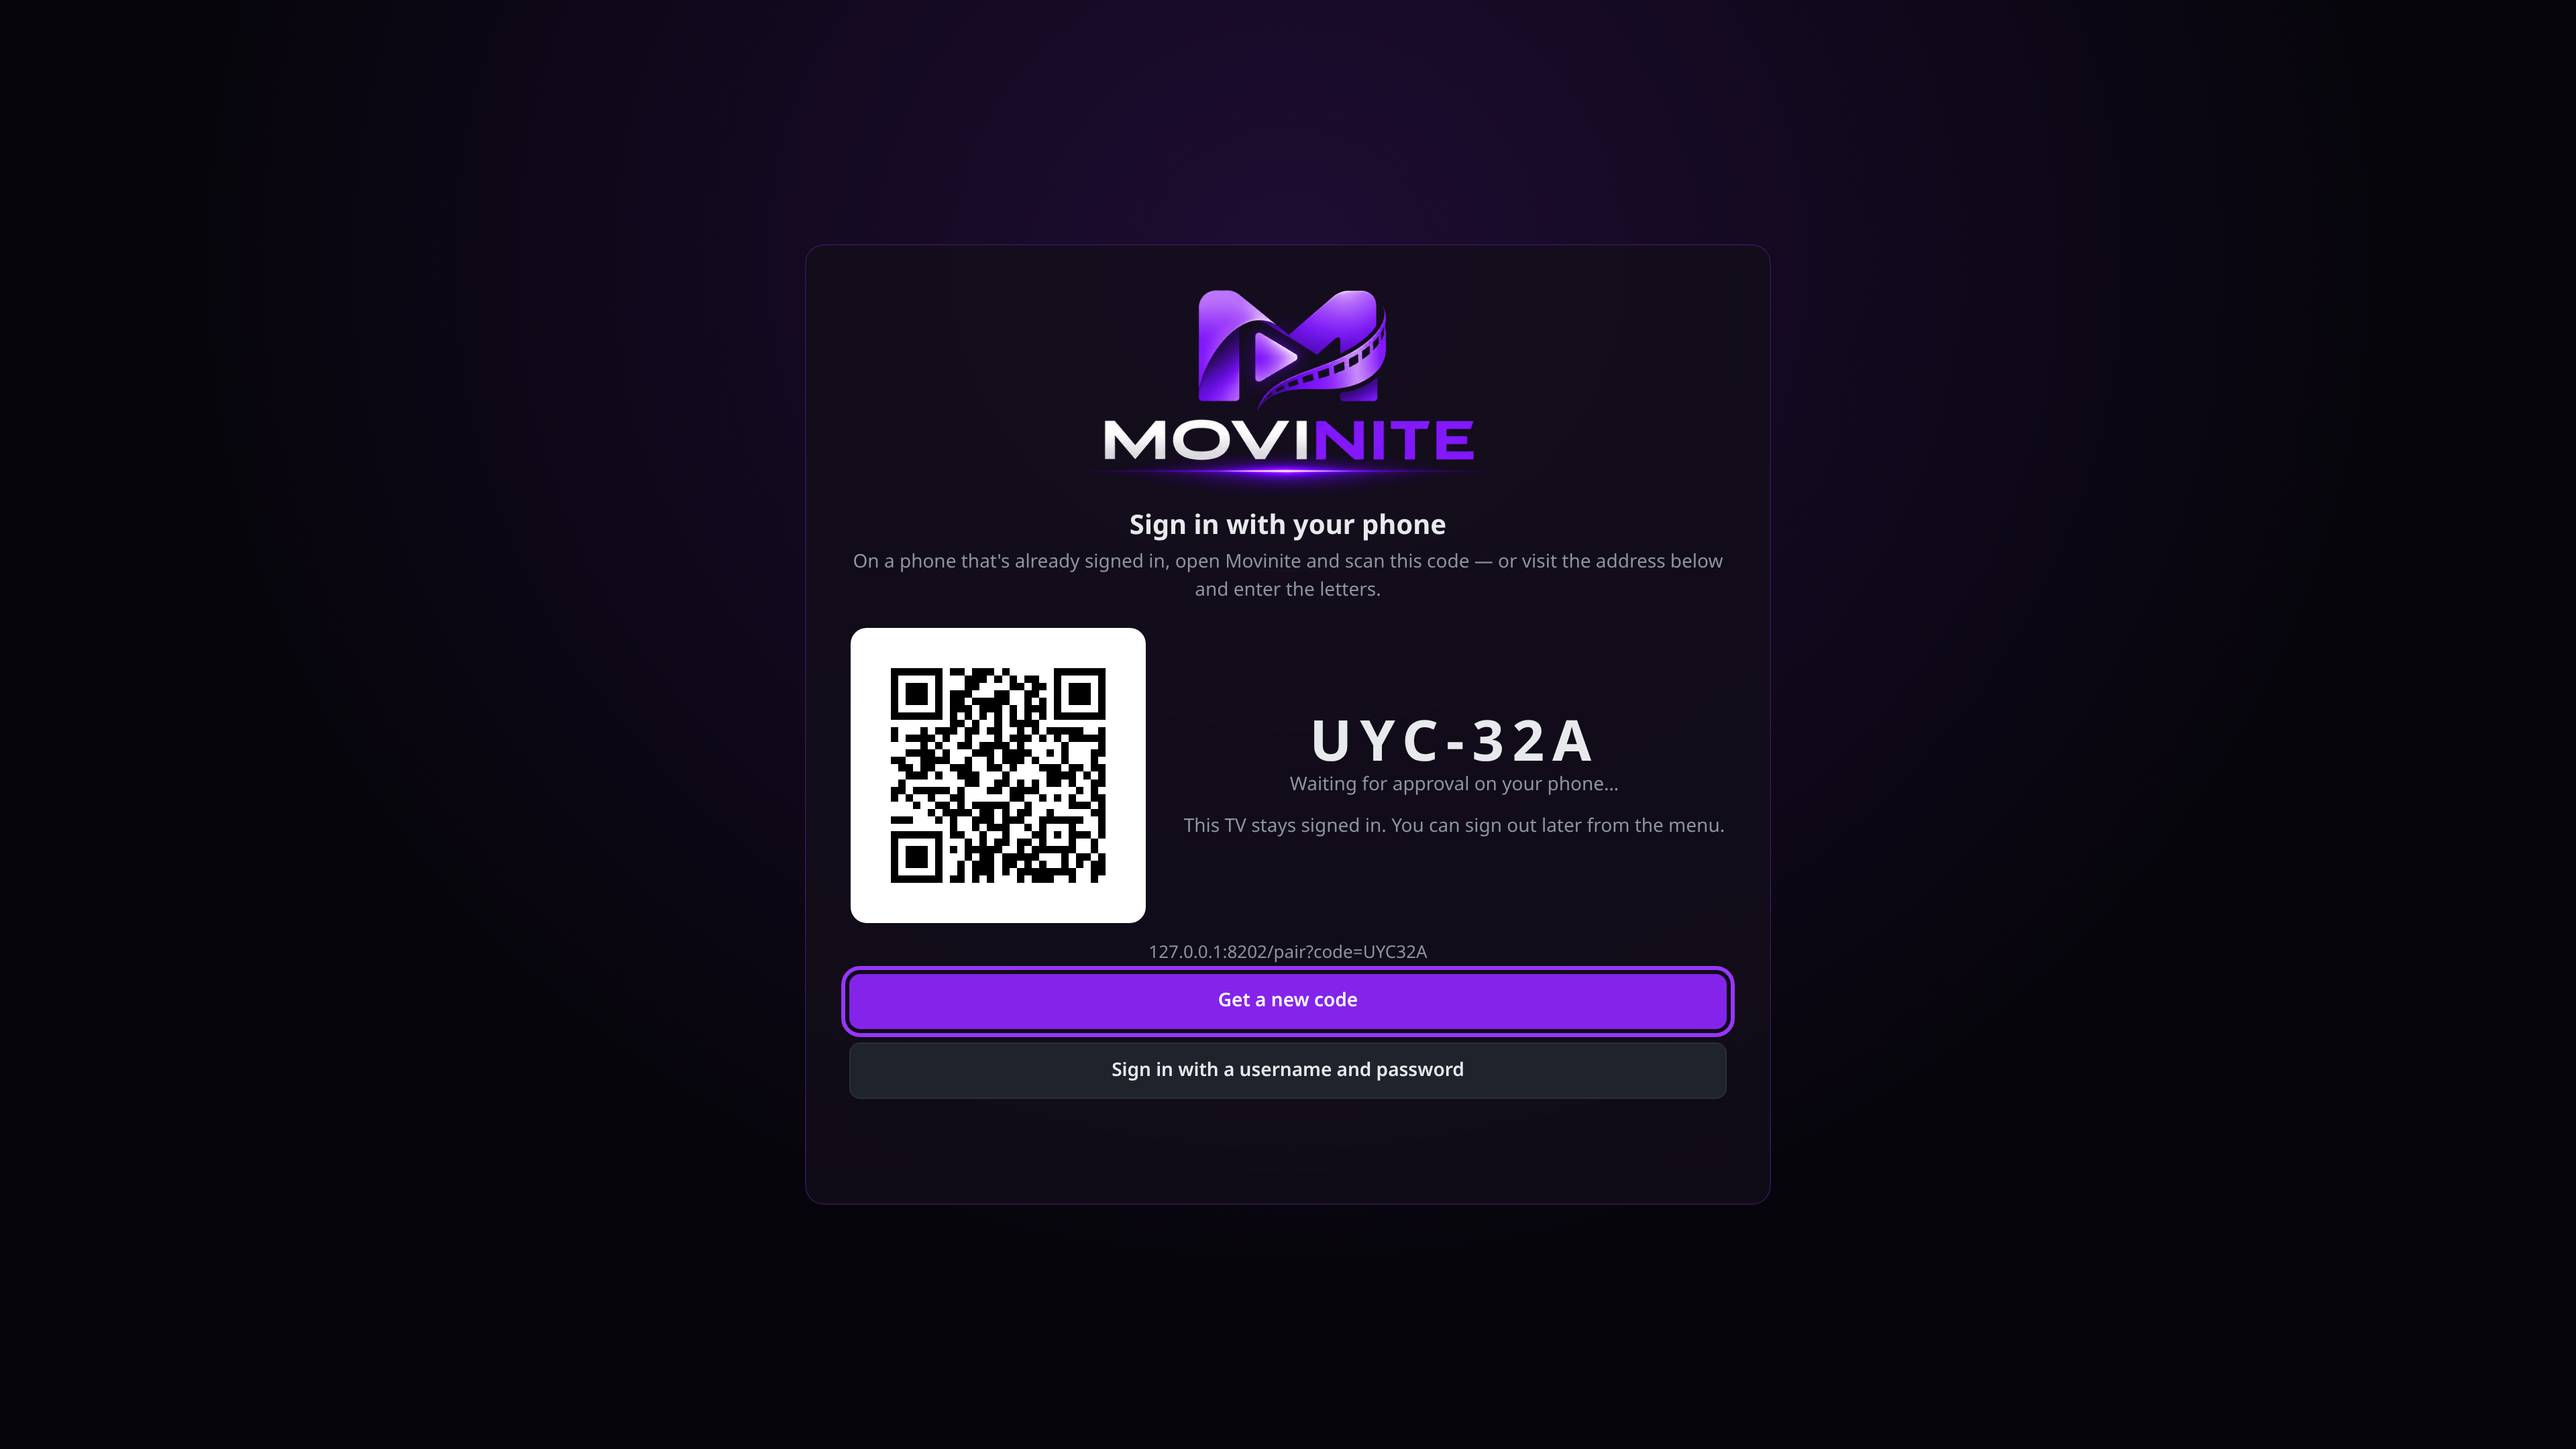 MOVINITE
Sign in with your phone
On a phone that's already signed in, open Movinite and scan this code — or visit the address below
and enter the letters.
UYC-32A
Waiting for approval on your phone...
This TV stays signed in. You can sign out later from the menu.
127.0.0.1:8202/pair?code=UYC32A
Get a new code
Sign in with a username and password